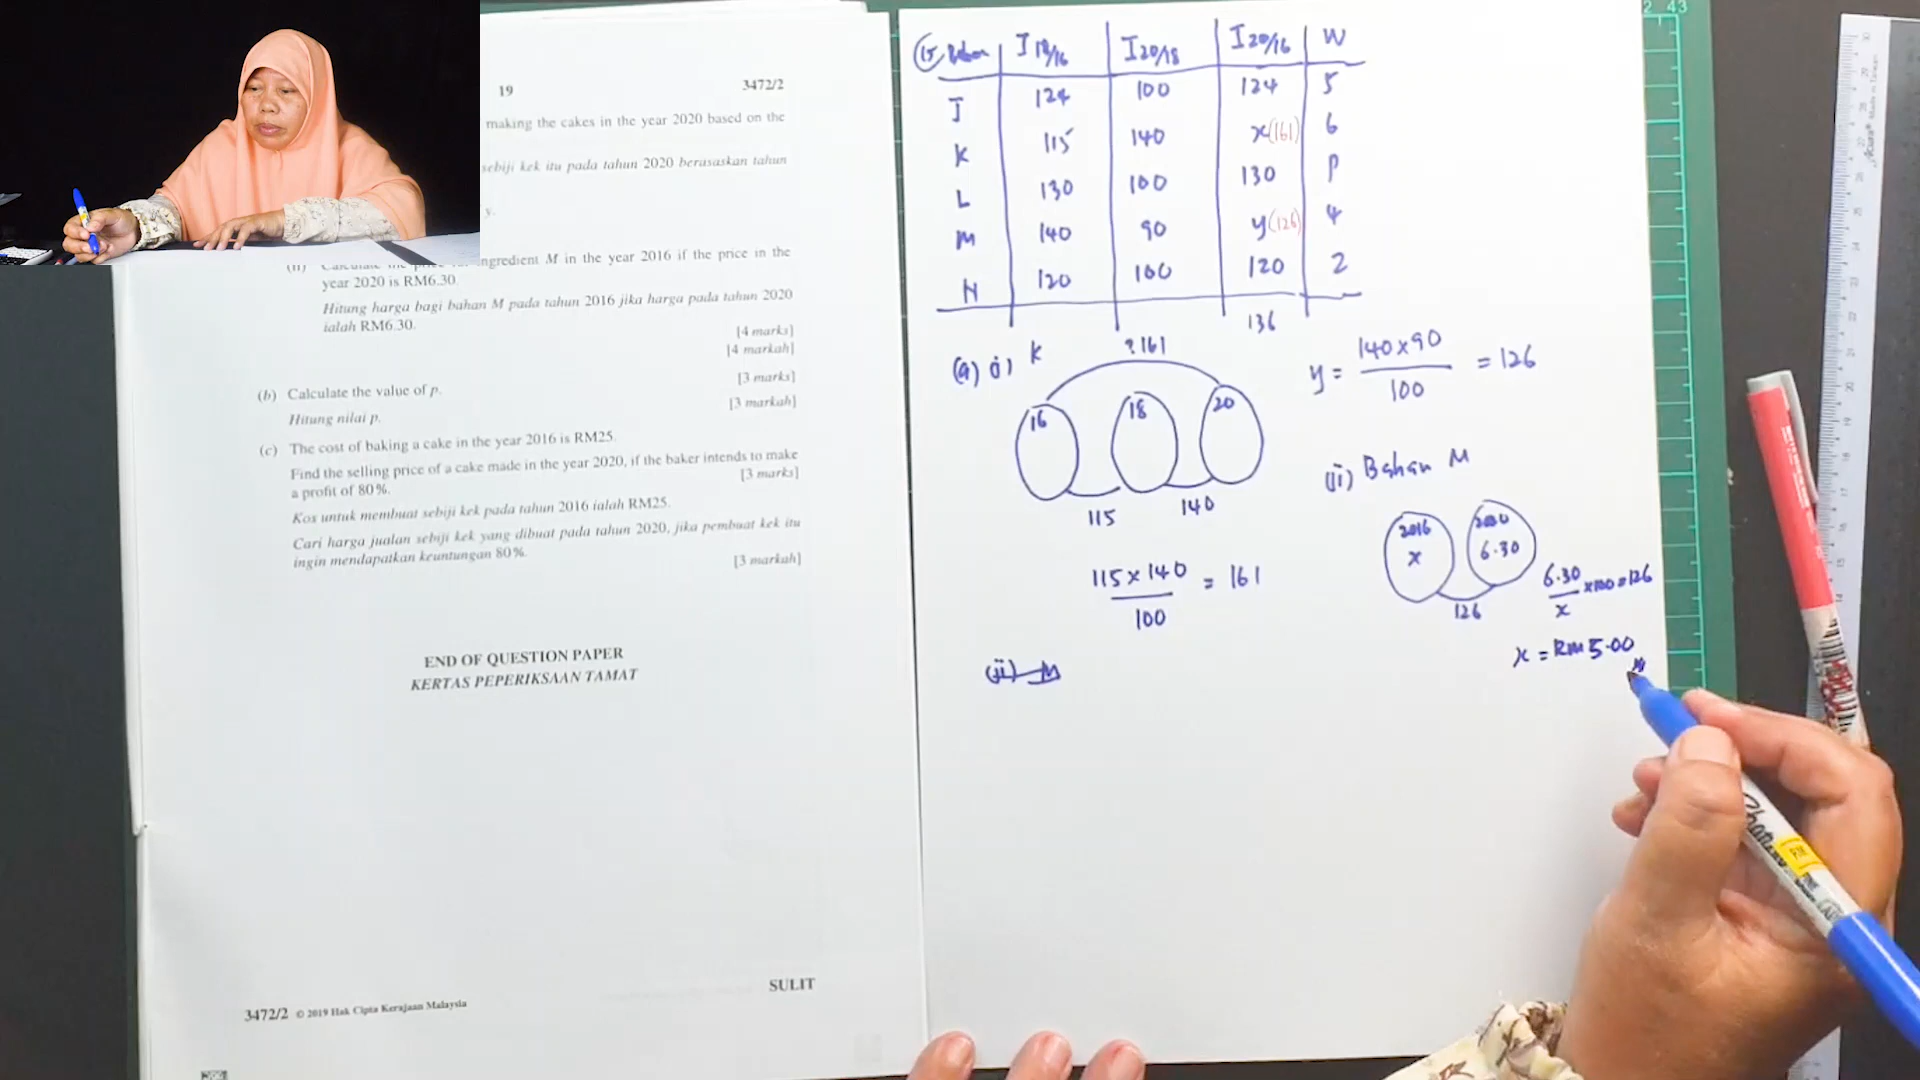 19
3472/2
making the cakes in the year 2020 based on the
sebiji kek itu pada tahun 2020 berasaskan tahun
y.
ingredient M in the year 2016 if the price in the
year 2020 is RM6.30.
Hitung harga bagi bahan M pada tahun 2016 jika harga pada tahun 2020
ialah RM6.30.
[4 marks]
[4 markah]
(b) Calculate the value of p.
[3 marks]
Hitung nilai p.
[3 markah]
(c) The cost of baking a cake in the year 2016 is RM25.
Find the selling price of a cake made in the year 2020, if the baker intends to make
a profit of 80%.
[3 marks]
Kos untuk membuat sebiji kek pada tahun 2016 ialah RM25.
Cari harga jualan sebiji kek yang dibuat pada tahun 2020, jika pembuat kek itu
ingin mendapatkan keuntungan 80%.
[3 markah]
END OF QUESTION PAPER
KERTAS PEPERIKSAAN TAMAT
SULIT
3472/2 © 2019 Hak Cipta Kerajaan Malaysia
15. Bahan I 18/16 I 20/18 I 20/16 W
J 124 100 124 5
K 115 140 x(161) 6
L 130 100 130 P
M 140 90 y(126) 4
N 120 100 120 2
136
(a) (i) K
? 161
16 18 20
115 140
115 x 140 / 100 = 161
(ii) M
y = 140 x 90 / 100 = 126
(ii) Bahan M
2016 2020
x 6.30
126
6.30 / x x100 = 126
x = RM 5.00